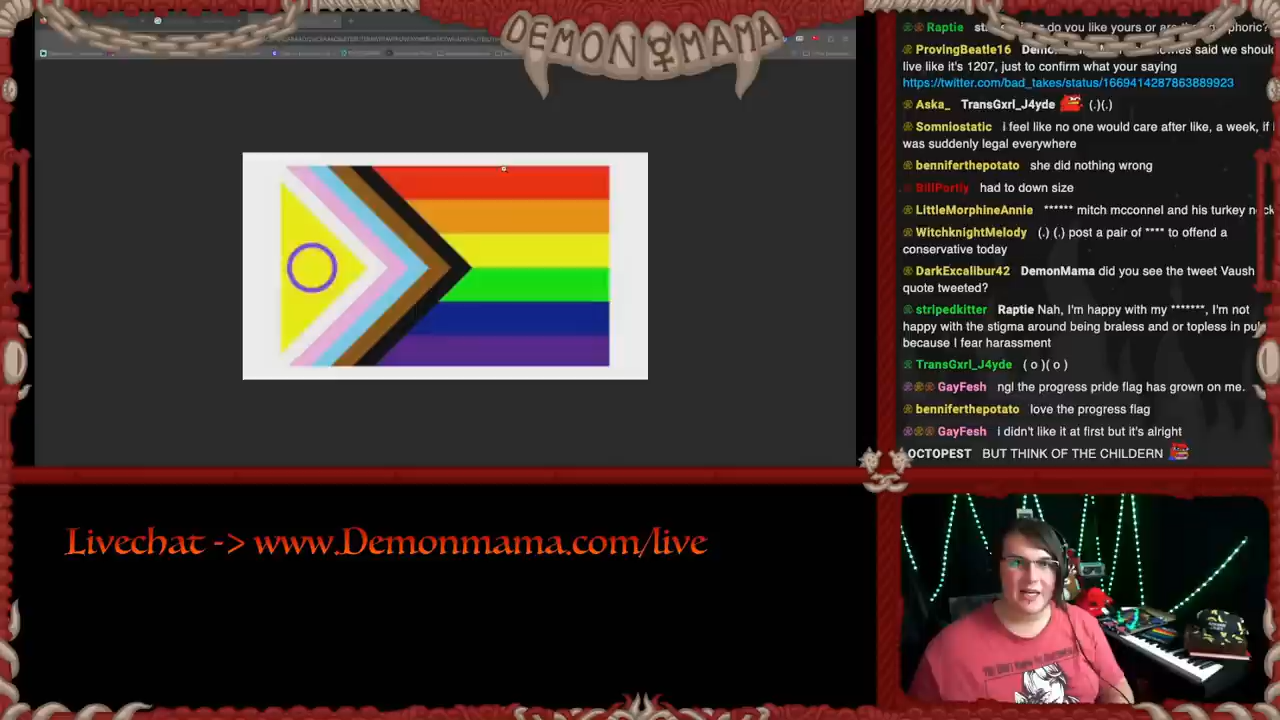 DEMON MAMA
Raptie do you like yours or are phoric?
ProvingBeatle16 said we should
live like it's 1207, just to confirm what your saying
https://twitter.com/bad_takes/status/1669414287863889923
Aska_ TransGxrl_J4yde (.)(.)
Somniostatic i feel like no one would care after like, a week, if i
was suddenly legal everywhere
benniferthepotato she did nothing wrong
BillPortly had to down size
LittleMorphineAnnie ****** mitch mcconnel and his turkey neck
WitchknightMelody (.) (.) post a pair of **** to offend a
conservative today
DarkExcalibur42 DemonMama did you see the tweet Vaush
quote tweeted?
stripedkitter Raptie Nah, I'm happy with my *******, I'm not
happy with the stigma around being braless and or topless in pu
because I fear harassment
TransGxrl_J4yde ( o )( o )
GayFesh ngl the progress pride flag has grown on me.
benniferthepotato love the progress flag
GayFesh i didn't like it at first but it's alright
OCTOPEST BUT THINK OF THE CHILDERN
Livechat -> www.Demonmama.com/live